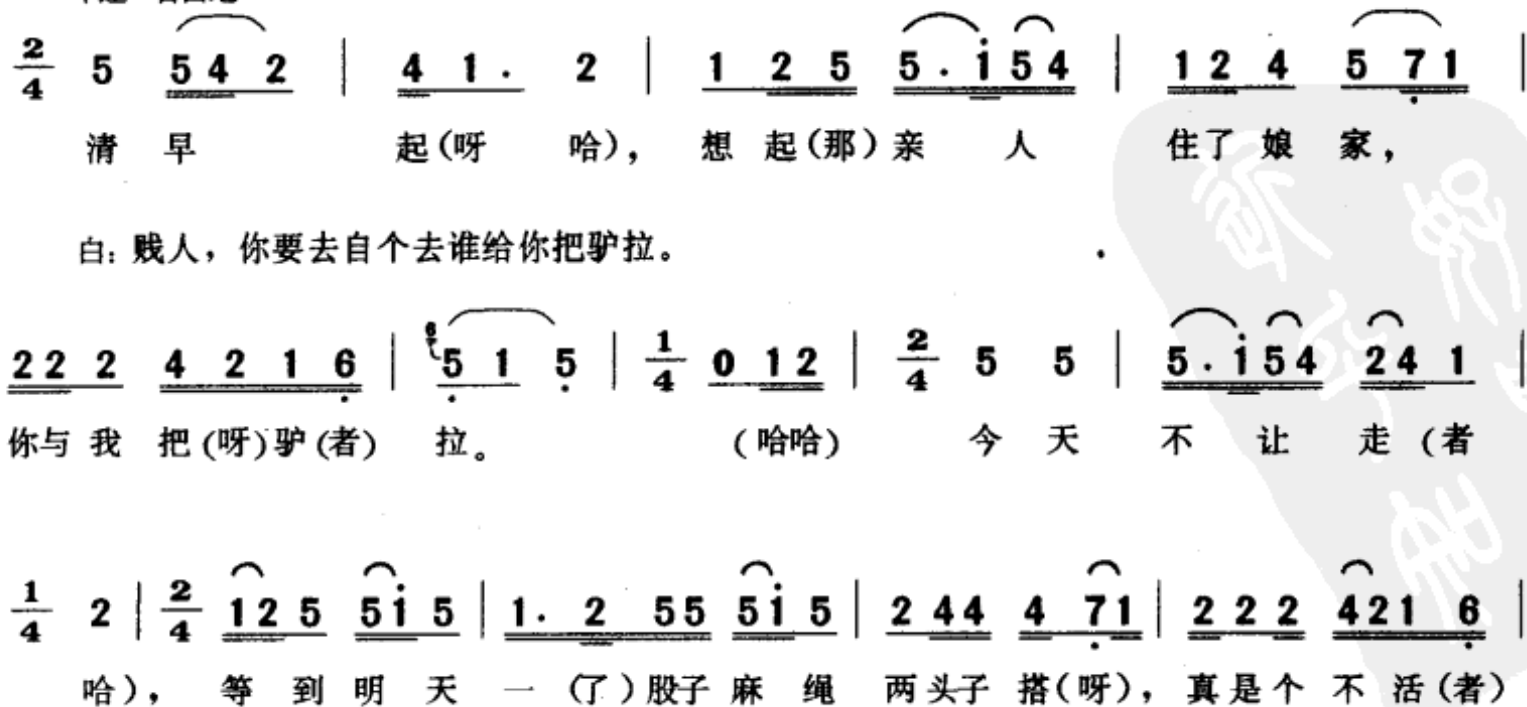 2/4 5 5 4 2 | 4 1 . 2 | 1 2 5 5 . i 5 4 | 1 2 4 5 7 1 |
清 早 起(呀 哈), 想 起(那)亲 人 住了 娘 家,
白: 贱人, 你要去自个去谁给你把驴拉。
2 2 2 4 2 1 6 | 6 5 1 5 | 1/4 0 1 2 | 2/4 5 5 | 5 . i 5 4 2 4 1 |
你与 我 把 (呀)驴 (者) 拉。 (哈哈) 今 天 不 让 走 (者
1/4 2 | 2/4 1 2 5 5 i 5 | 1 . 2 5 5 5 i 5 | 2 4 4 4 7 1 | 2 2 2 4 2 1 6 |
哈), 等 到 明 天 一 (了)股子 麻 绳 两头子 搭(呀), 真是个 不 活(者)